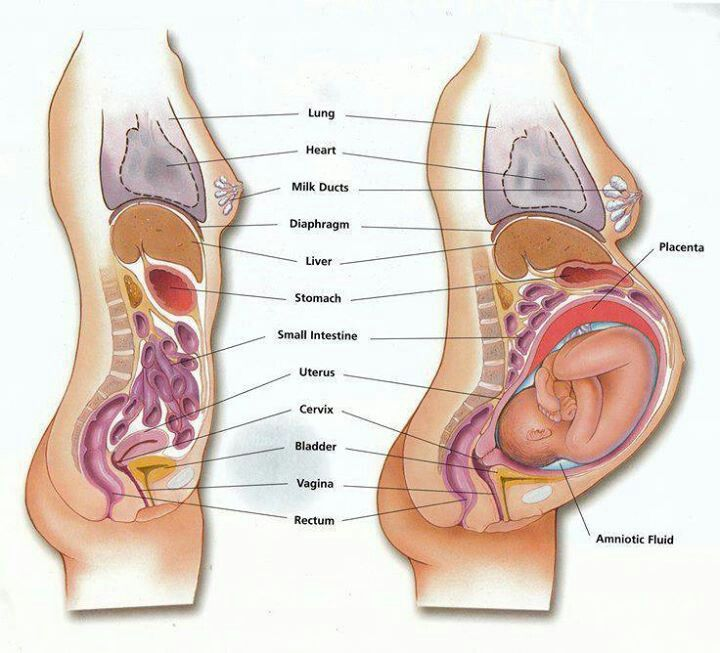 Lung
Heart
Milk Ducts
Diaphragm
Placenta
Liver
Stomach
Small Intestine
Uterus
Cervix
Bladder
Vagina
Rectum
Amniotic Fluid